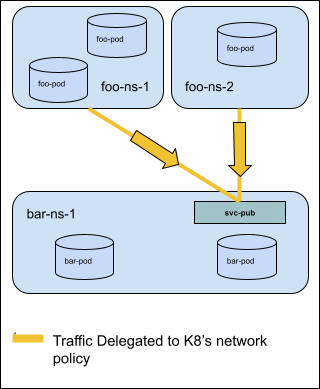 foo-pod
foo-pod
foo-pod
foo-ns-1
foo-ns-2
bar-ns-1
svc-pub
bar-pod
bar-pod
Traffic Delegated to K8's network
policy